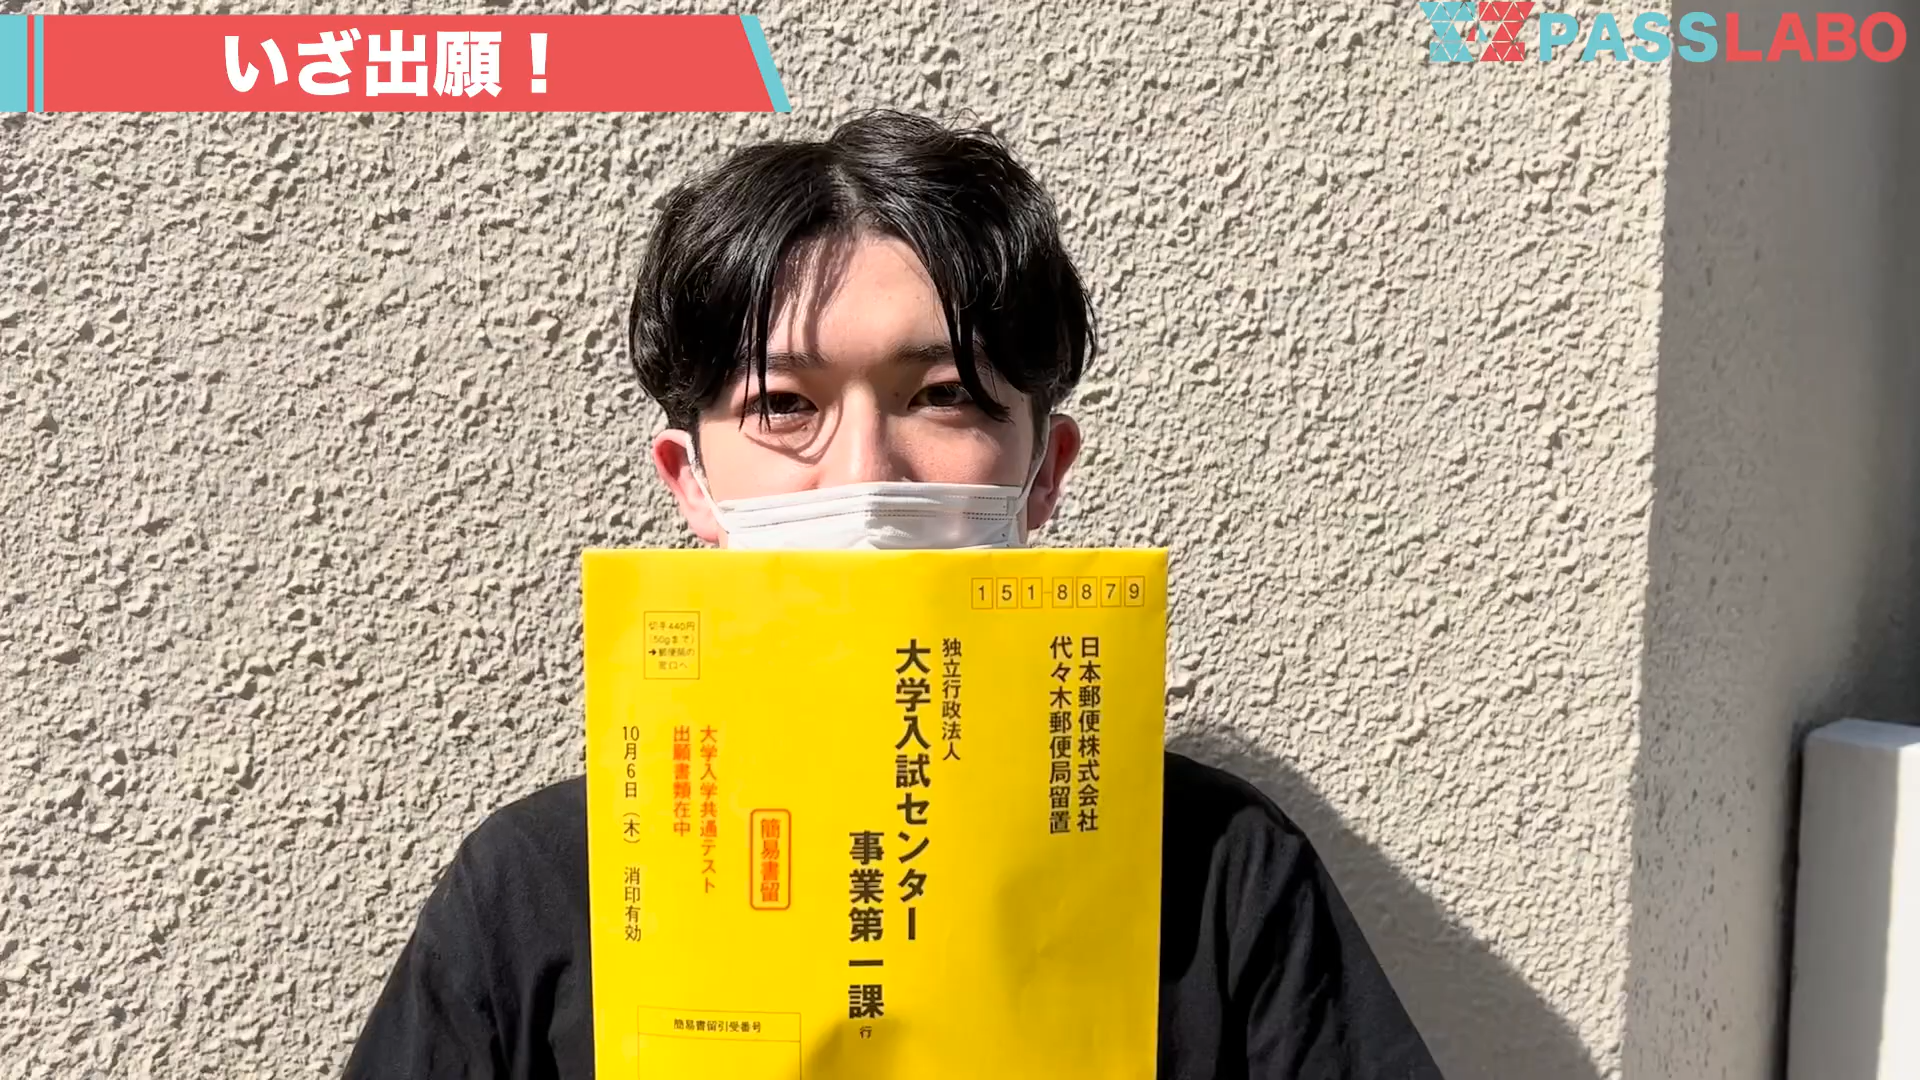 いざ出願！
PASSLABO
151-8879
日本郵便株式会社
代々木郵便局留置
独立行政法人
大学入試センター
事業第一課行
簡易書留
大学入学共通テスト
出願書類在中
10月6日（木）消印有効
切手440円
（50gまで）
➜郵便局の
窓口へ
簡易書留引受番号